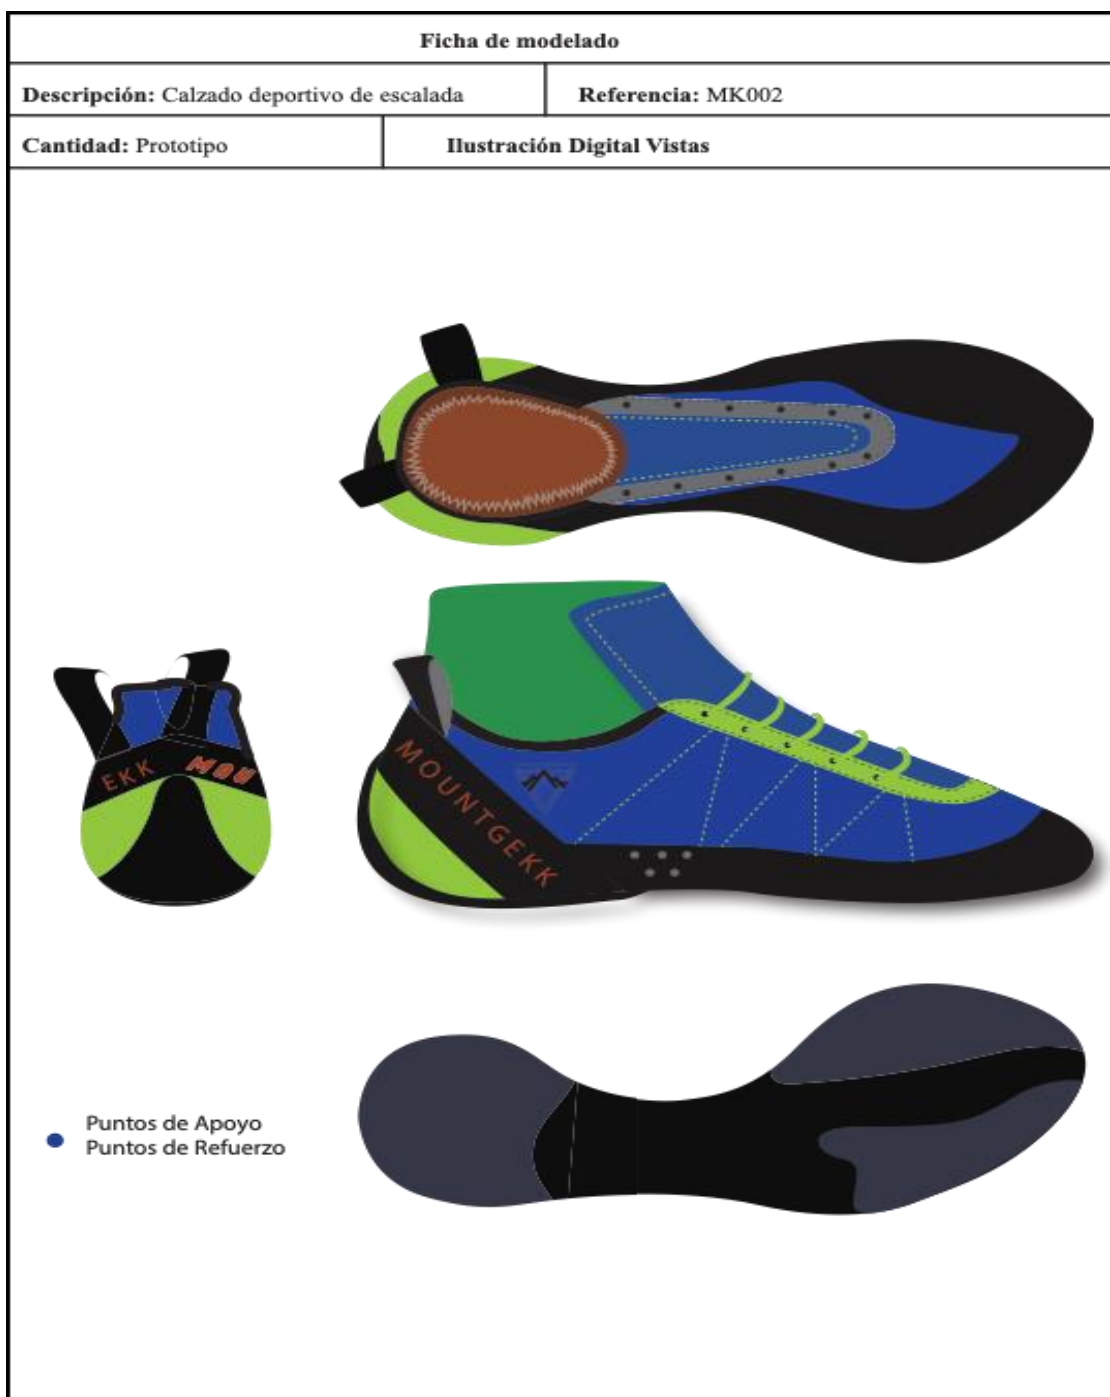 Ficha de modelado
Descripción: Calzado deportivo de escalada
Referencia: MK002
Cantidad: Prototipo
Ilustración Digital Vistas
EKK MOU
MOUNTGEKK
Puntos de Apoyo
Puntos de Refuerzo